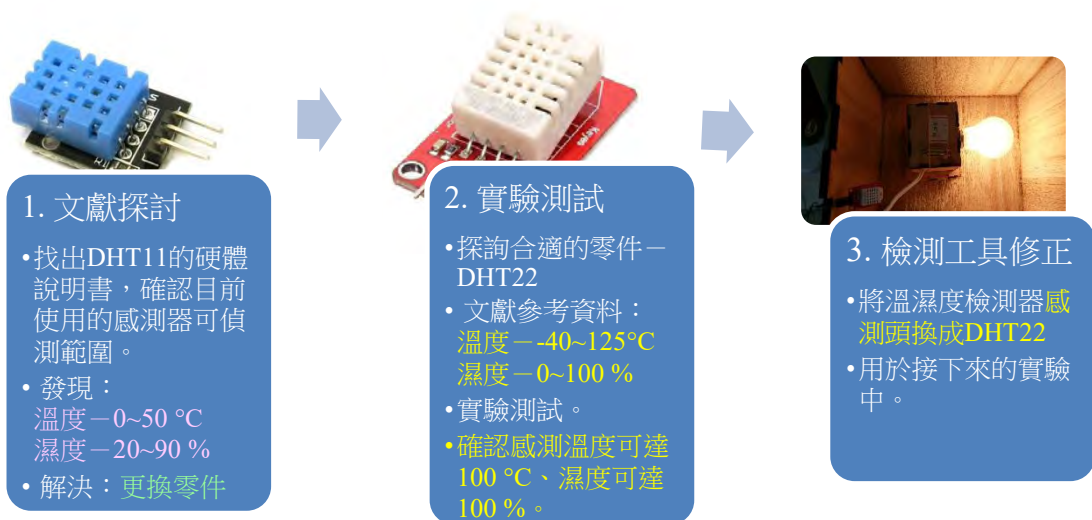 1. 文獻探討
•找出DHT11的硬體
說明書，確認目前
使用的感測器可偵
測範圍。
• 發現：
溫度－0~50 °C
濕度－20~90 %
• 解決：更換零件
2. 實驗測試
•探詢合適的零件－
DHT22
• 文獻參考資料：
溫度－-40~125°C
濕度－0~100 %
•實驗測試。
•確認感測溫度可達
100 °C、濕度可達
100 %。
3. 檢測工具修正
•將溫濕度檢測器感
測頭換成DHT22
•用於接下來的實驗
中。